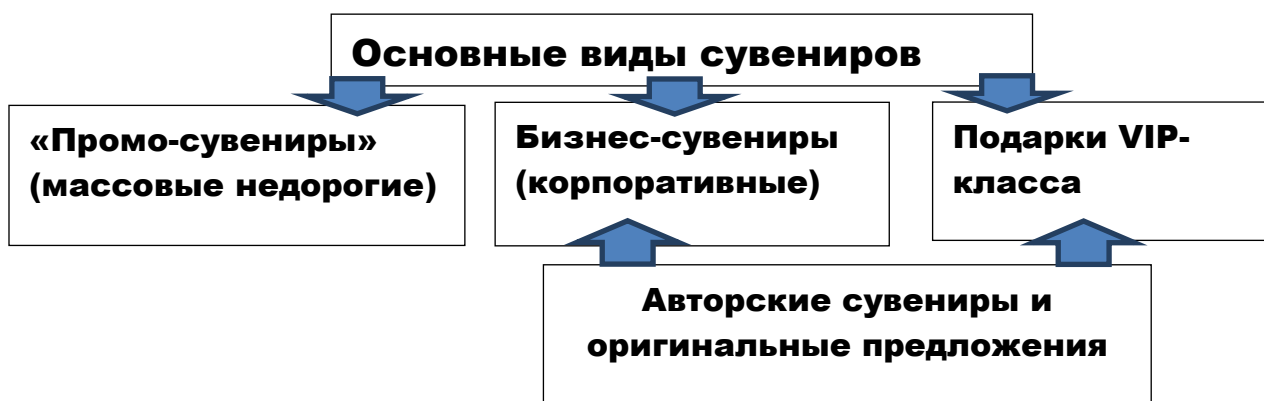 Основные виды сувениров
«Промо-сувениры»
(массовые недорогие)
Бизнес-сувениры
(корпоративные)
Подарки VIP-
класса
Авторские сувениры и
оригинальные предложения